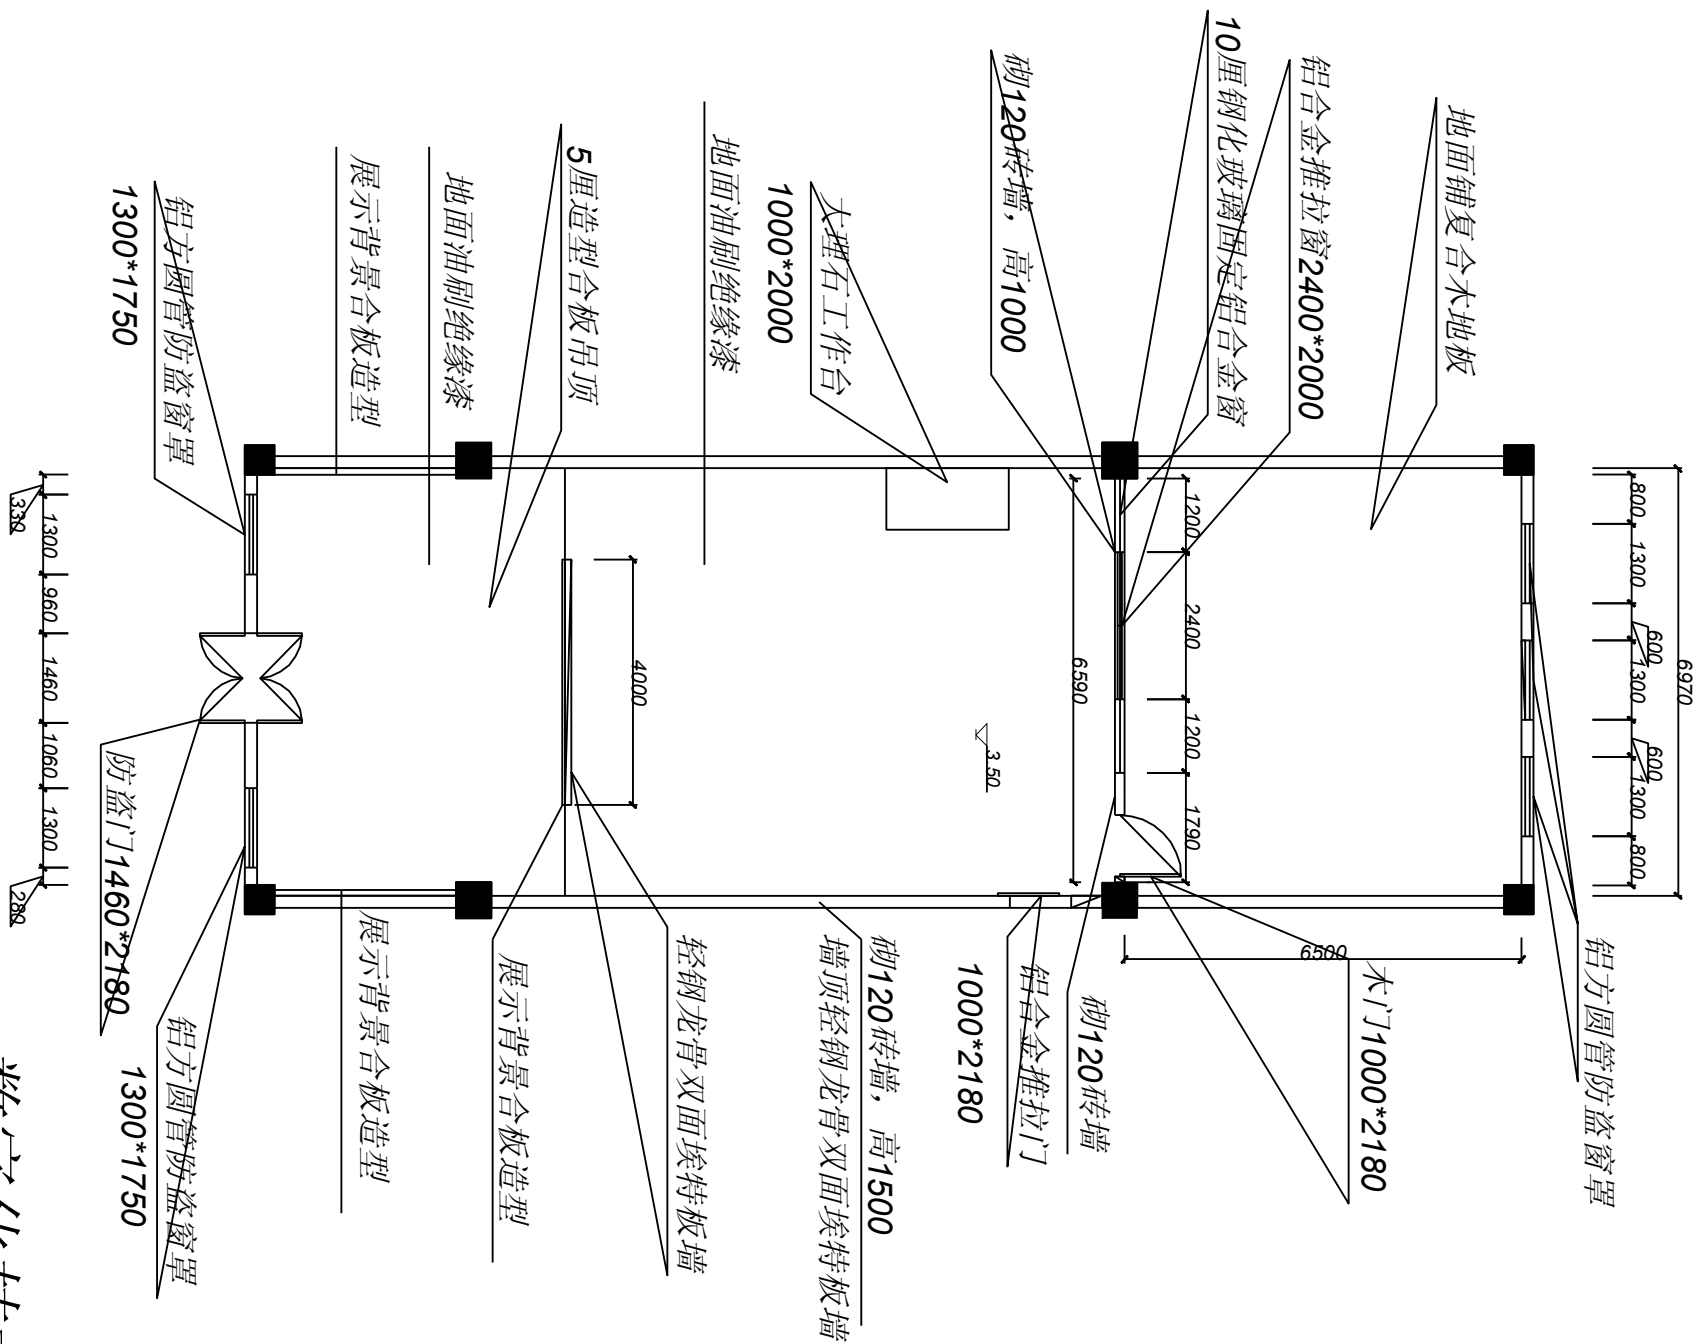 地面铺复合木地板
铝合金推拉窗2400*2000
10厘钢化玻璃固定铝合金窗
砌120砖墙，高1000
大理石工作台
1000*2000
地面油刷绝缘漆
5厘造型合板吊顶
地面油刷绝缘漆
展示背景合板造型
铝方圆管防盗窗罩
1300*1750
6970
800
1300
600
1300
600
1300
800
1200
2400
1200
1790
6590
3.50
4000
6500
330
1300
960
1460
1060
1300
280
铝方圆管防盗窗罩
木门1000*2180
砌120砖墙
铝合金推拉门
1000*2180
砌120砖墙，高1500
墙顶轻钢龙骨双面埃特板墙
轻钢龙骨双面埃特板墙
展示背景合板造型
展示背景合板造型
铝方圆管防盗窗罩
1300*1750
防盗门1460*2180